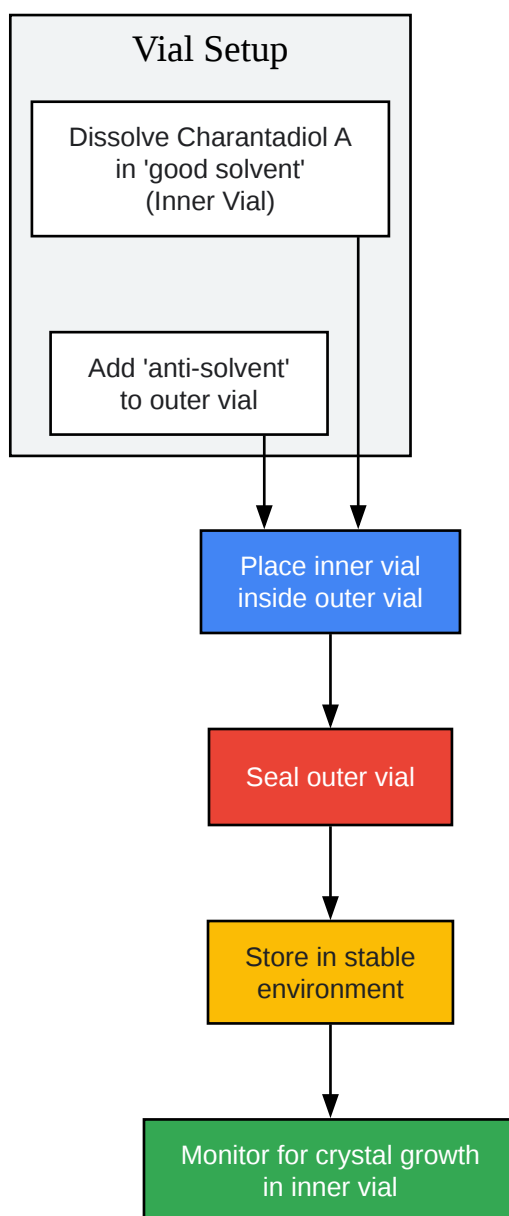 Vial Setup
Dissolve Charantadiol A
in 'good solvent'
(Inner Vial)
Add 'anti-solvent'
to outer vial
Place inner vial
inside outer vial
Seal outer vial
Store in stable
environment
Monitor for crystal growth
in inner vial